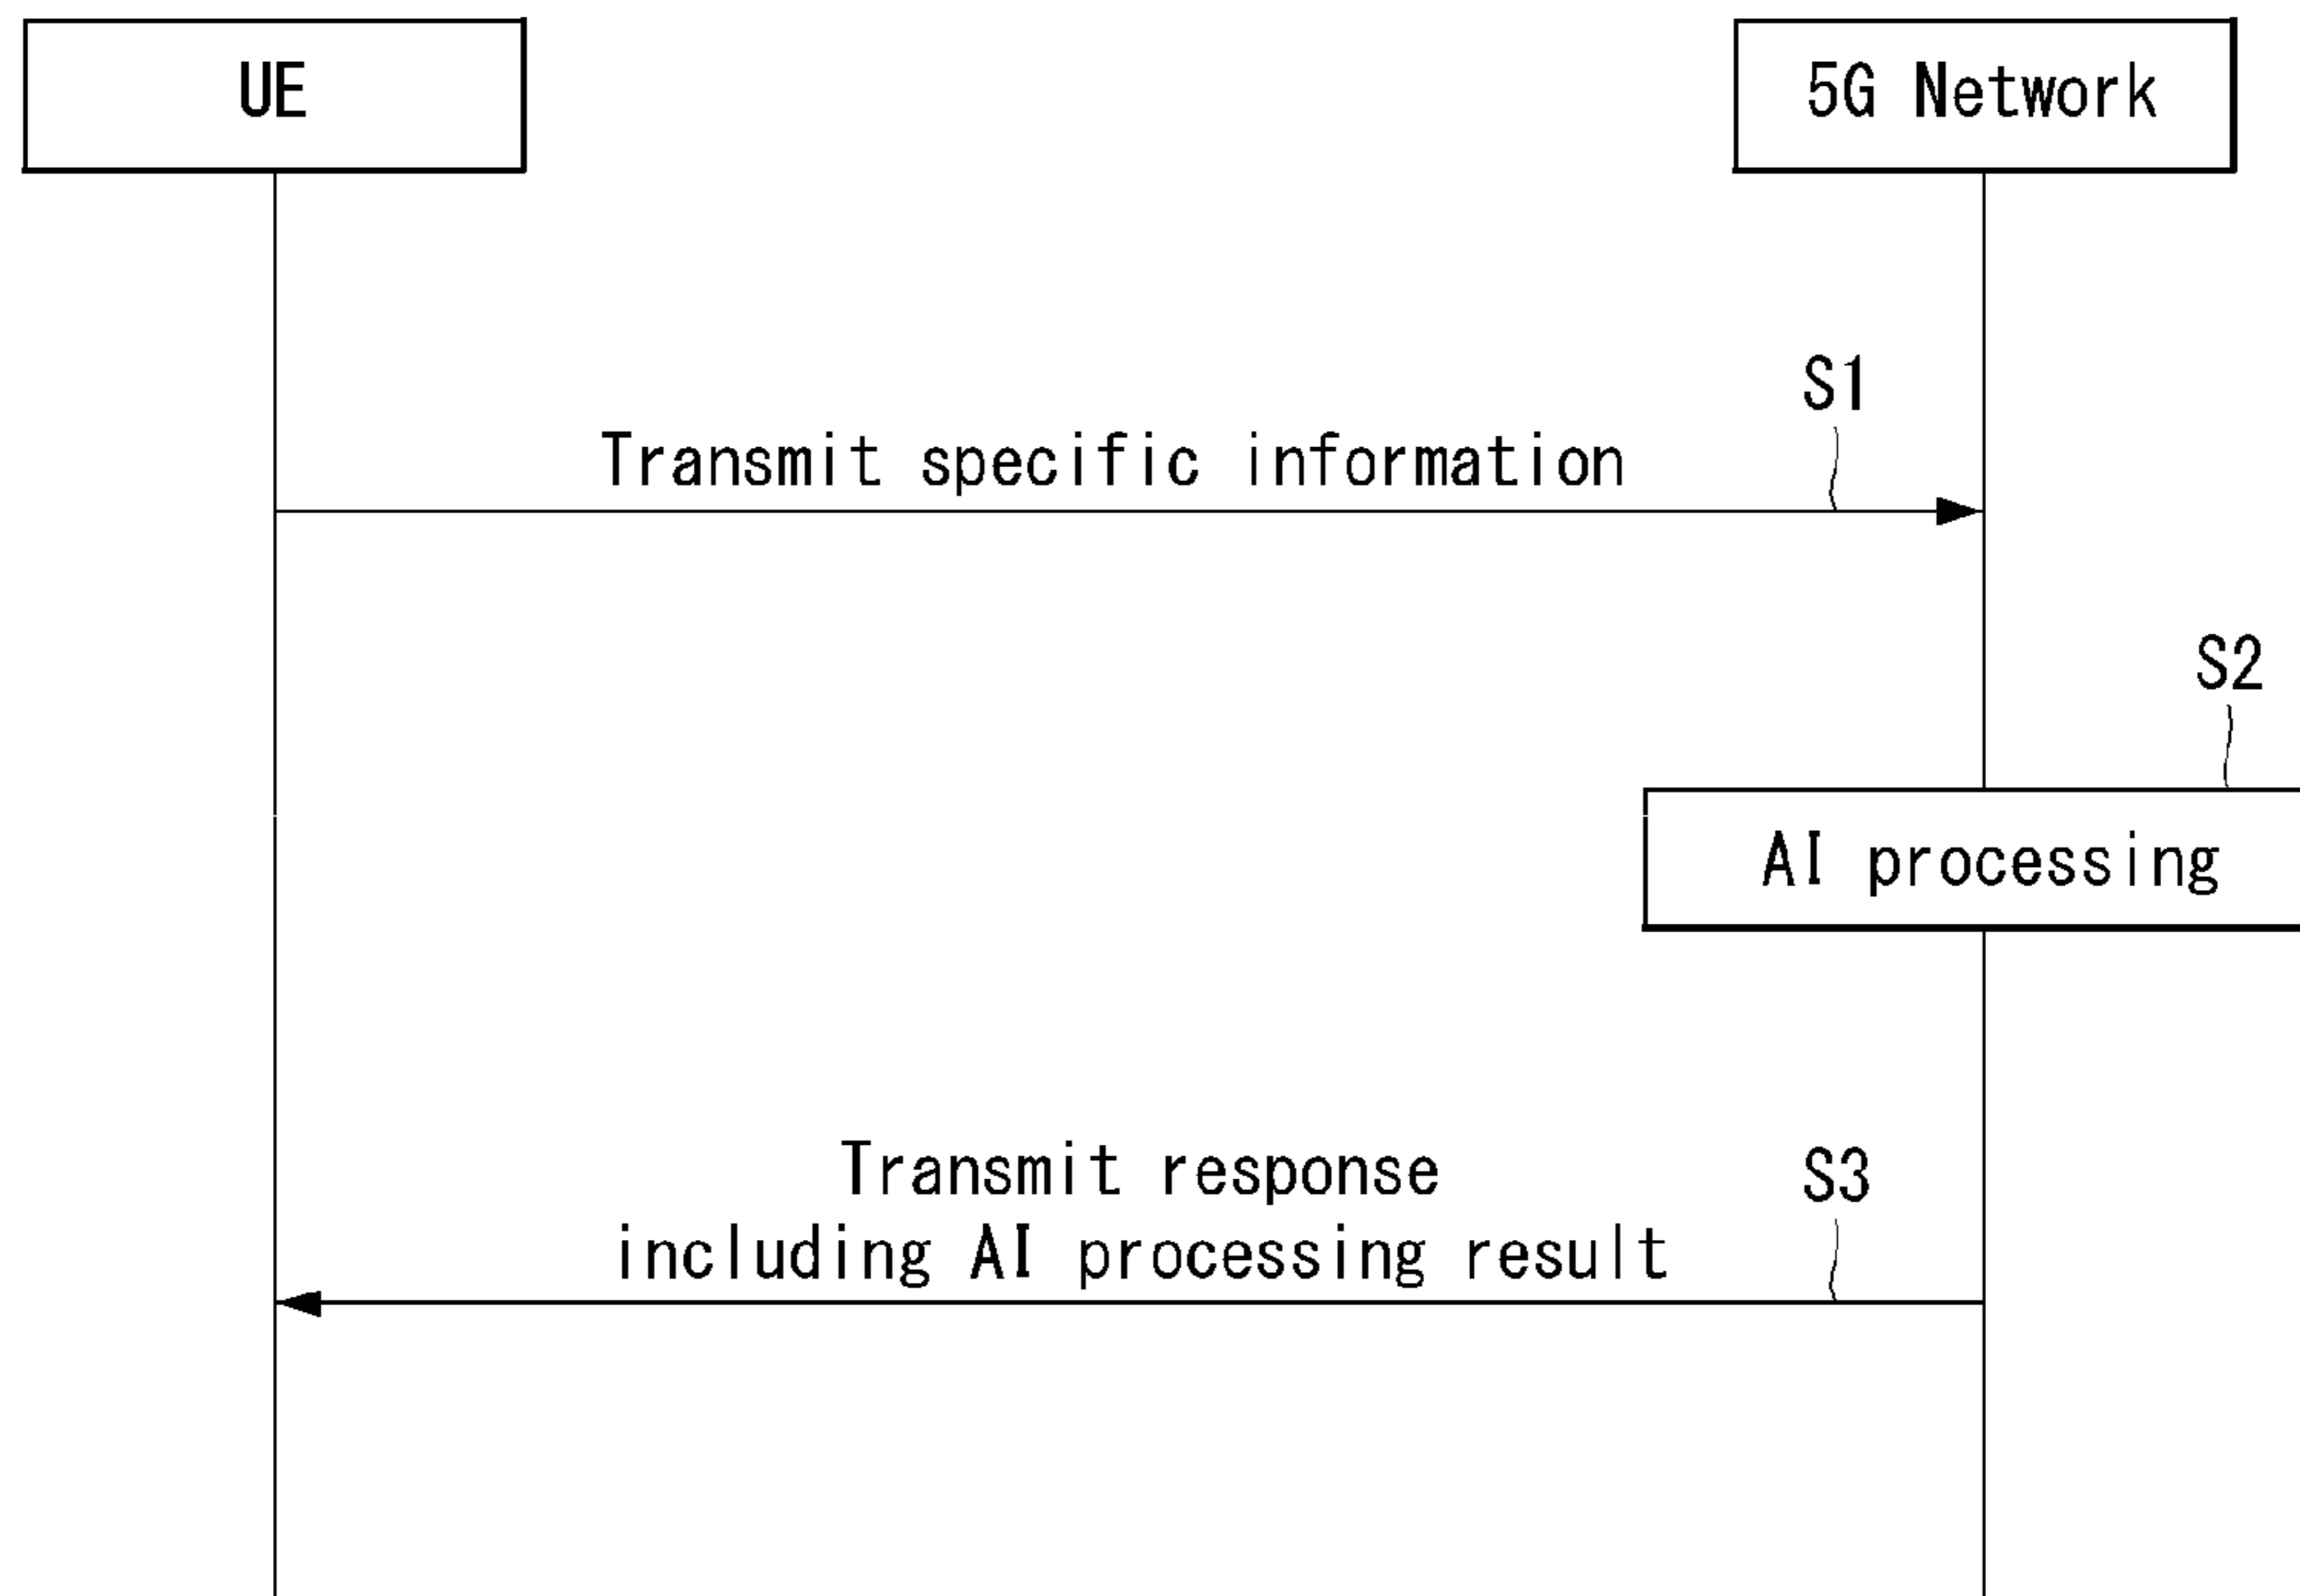 UE
5G Network
S1
Transmit specific information
S2
AI processing
Transmit response
S3
including AI processing result